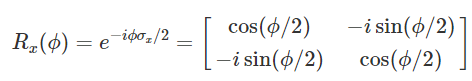 R_x(ϕ) = e^{-iϕσ_x/2} = [ cos(ϕ/2) −i sin(ϕ/2) ]
[ −i sin(ϕ/2) cos(ϕ/2) ]